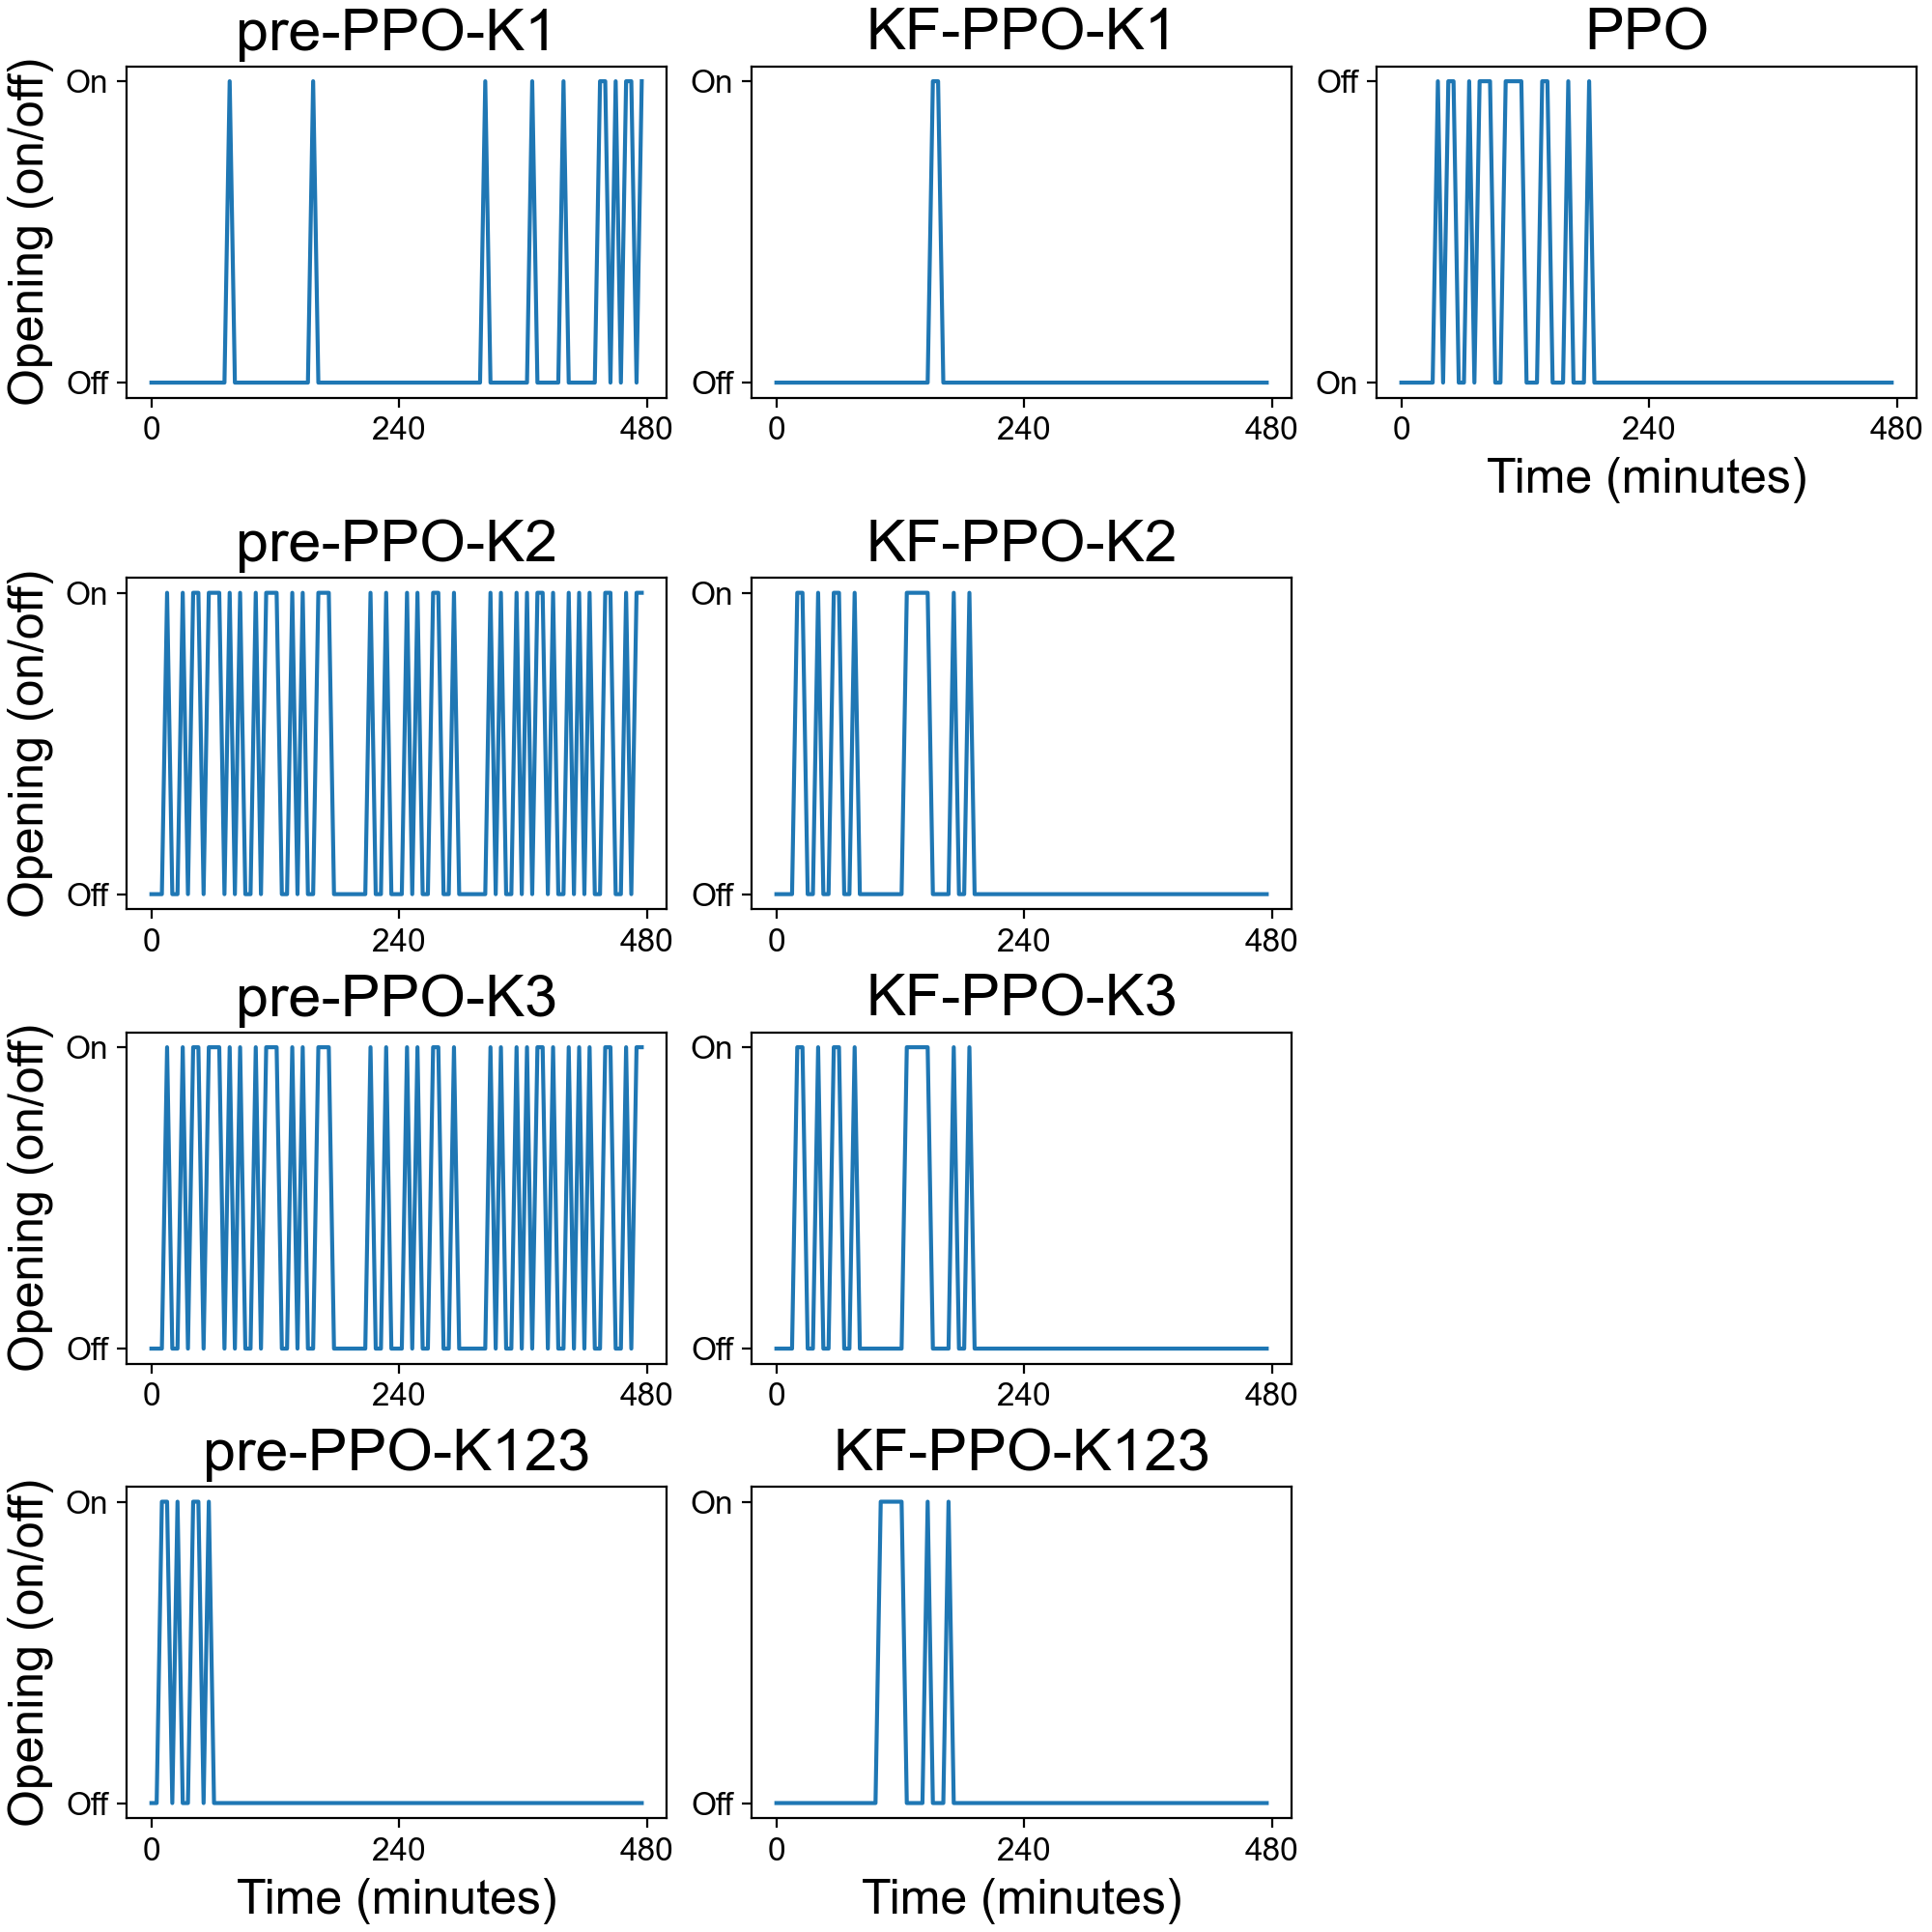 pre-PPO-K1
KF-PPO-K1
PPO
Opening (on/off)
On
Off
0
240
480
On
Off
0
240
480
Off
On
0
240
480
Time (minutes)
pre-PPO-K2
KF-PPO-K2
Opening (on/off)
On
Off
0
240
480
On
Off
0
240
480
pre-PPO-K3
KF-PPO-K3
Opening (on/off)
On
Off
0
240
480
On
Off
0
240
480
pre-PPO-K123
KF-PPO-K123
Opening (on/off)
On
Off
0
240
480
Time (minutes)
On
Off
0
240
480
Time (minutes)